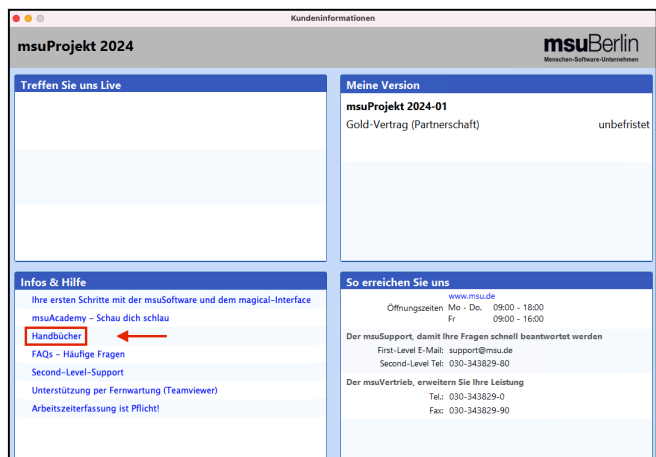 Kundeninformationen
msuProjekt 2024
msuBerlin
Menschen-Software-Unternehmen
Treffen Sie uns Live
Meine Version
msuProjekt 2024-01
Gold-Vertrag (Partnerschaft) unbefristet
Infos & Hilfe
Ihre ersten Schritte mit der msuSoftware und dem magical-Interface
msuAcademy – Schau dich schlau
Handbücher
FAQs – Häufige Fragen
Second-Level-Support
Unterstützung per Fernwartung (Teamviewer)
Arbeitszeiterfassung ist Pflicht!
So erreichen Sie uns
www.msu.de
Öffnungszeiten Mo - Do. 09:00 - 18:00
Fr 09:00 - 16:00
Der msuSupport, damit Ihre Fragen schnell beantwortet werden
First-Level E-Mail: support@msu.de
Second-Level Tel: 030-343829-80
Der msuVertrieb, erweitern Sie Ihre Leistung
Tel.: 030-343829-0
Fax: 030-343829-90